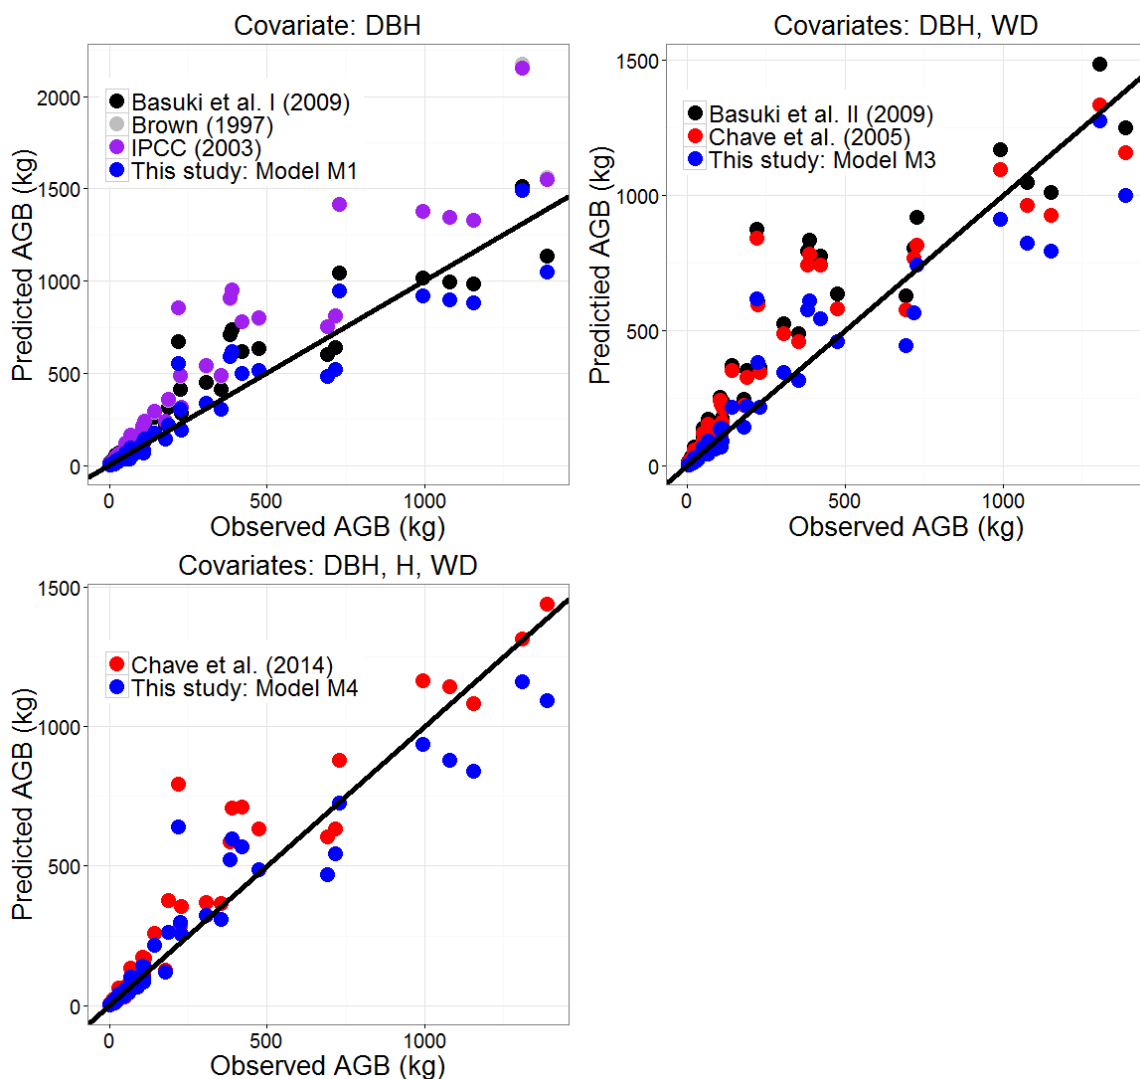 Covariate: DBH
Predicted AGB (kg)
2000
1500
1000
500
0
Basuki et al. I (2009)
Brown (1997)
IPCC (2003)
This study: Model M1
0
500
1000
Observed AGB (kg)
Covariates: DBH, WD
Predictied AGB (kg)
1500
1000
500
0
Basuki et al. II (2009)
Chave et al. (2005)
This study: Model M3
0
500
1000
Observed AGB (kg)
Covariates: DBH, H, WD
Predicted AGB (kg)
1500
1000
500
0
Chave et al. (2014)
This study: Model M4
0
500
1000
Observed AGB (kg)